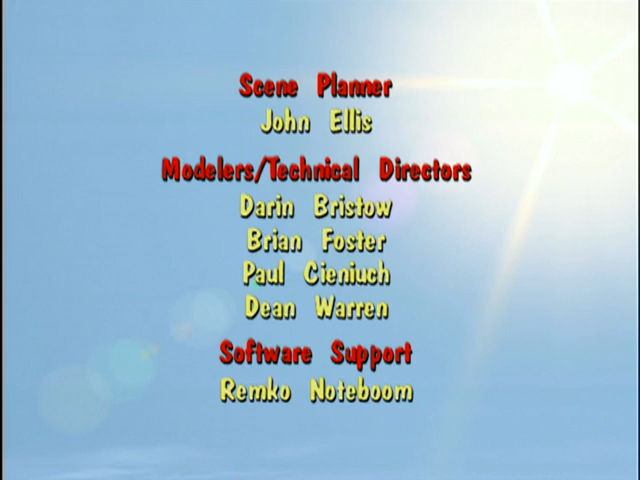 Scene Planner
John Ellis
Modelers/Technical Directors
Darin Bristow
Brian Foster
Paul Cieniuch
Dean Warren
Software Support
Remko Noteboom